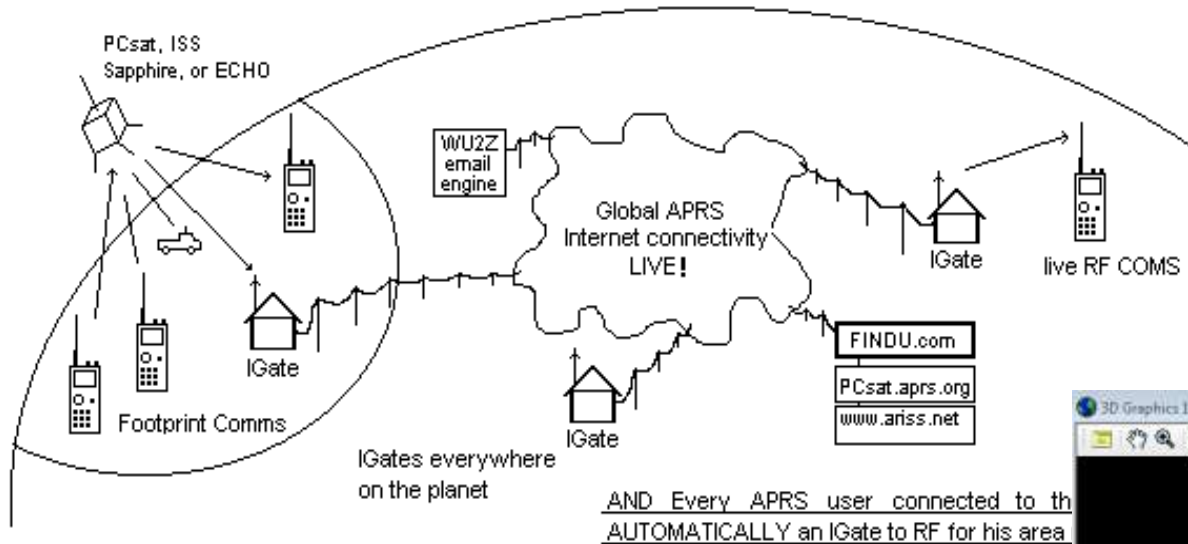 PCsat, ISS
Sapphire, or ECHO
WU2Z
email
engine
Global APRS
Internet connectivity
LIVE!
IGate
live RF COMS
IGate
Footprint Comms
IGate
FINDU.com
PCsat.aprs.org
www.ariss.net
IGates everywhere
on the planet
AND Every APRS user connected to th
AUTOMATICALLY an IGate to RF for his area
3D Graphics 1